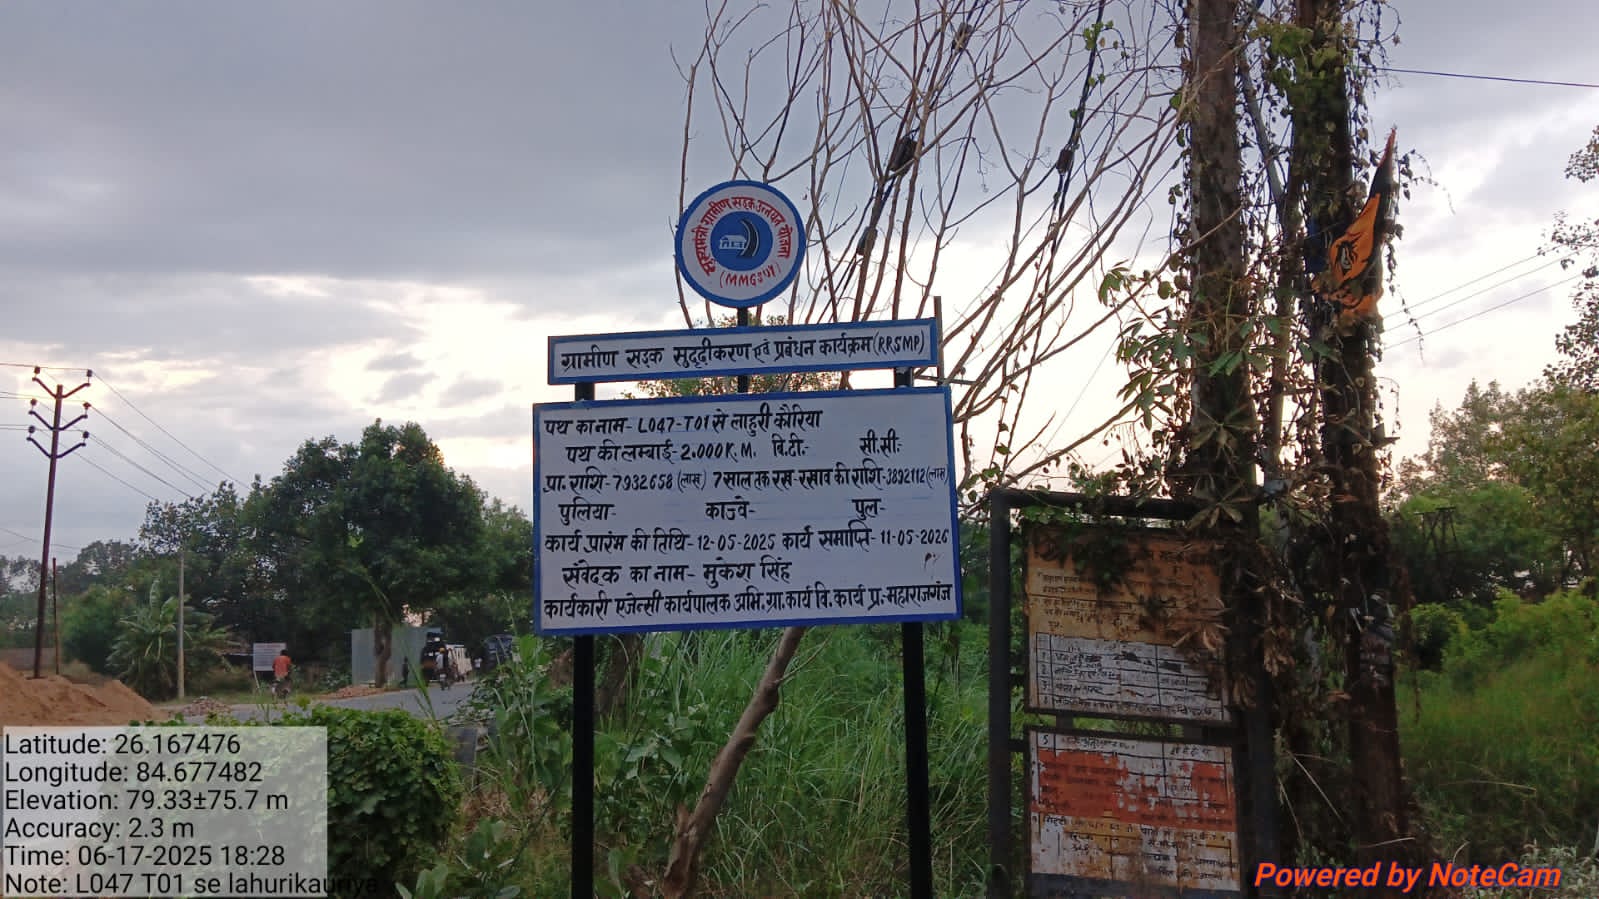 मुख्यमंत्री ग्रामीण सड़क उन्नयन योजना
(MMGSUY)
ग्रामीण सड़क सुदृढ़ीकरण एवं प्रबंधन कार्यक्रम (RRSMP)
पथ का नाम- L047-T01 से लाहुरी कौरिया
पथ की लम्बाई- 2.000K.M. वि.टी.- सी.सी.-
प्रा. राशि- 7932658 (लाख) 7 साल तक रख-रखाव की राशि- 3892112 (लाख)
पुलिया- काज्वे- पुल-
कार्य प्रारंभ की तिथि- 12-05-2025 कार्य समाप्ति- 11-05-2026
संवेदक का नाम- मुकेश सिंह
कार्यकारी एजेन्सी कार्यपालक अभि. ग्रा. कार्य वि. कार्य प्र.- महाराजगंज
Latitude: 26.167476
Longitude: 84.677482
Elevation: 79.33±75.7 m
Accuracy: 2.3 m
Time: 06-17-2025 18:28
Note: L047 T01 se lahurikauriya
Powered by NoteCam